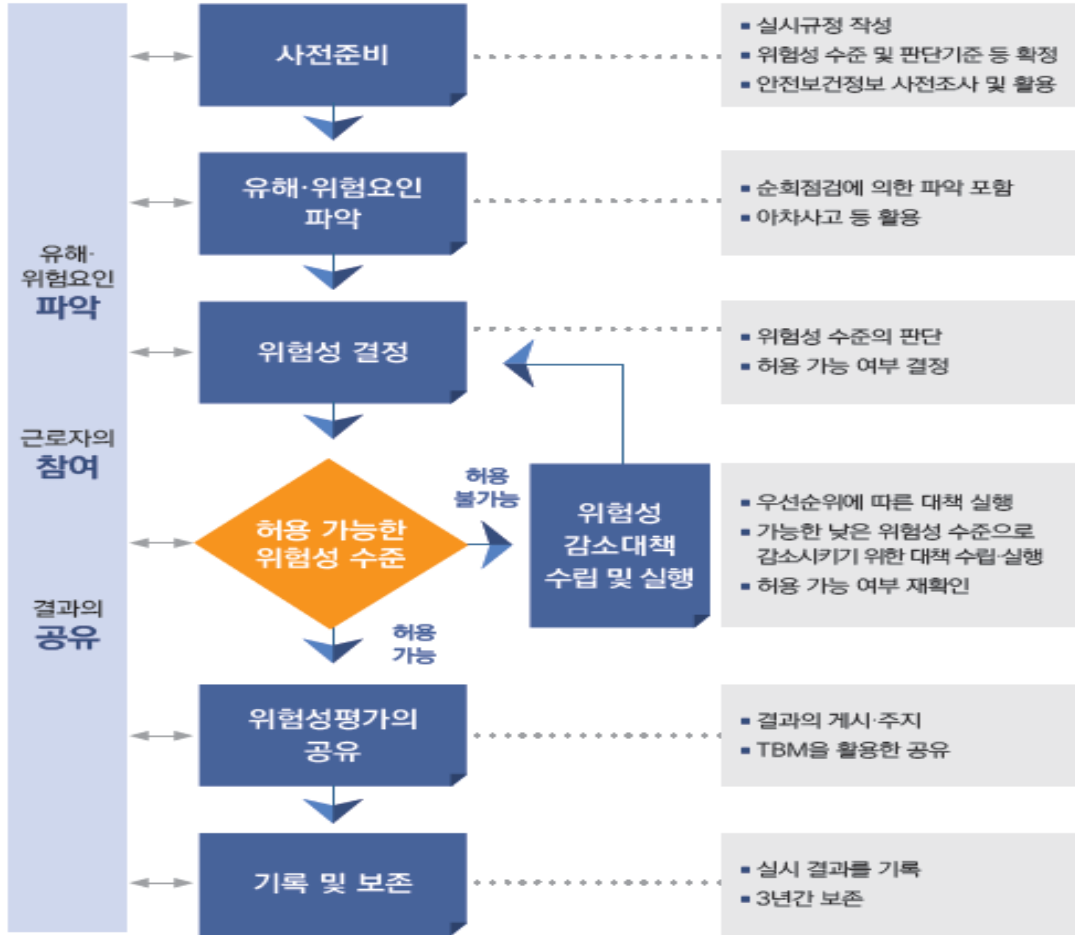 사전준비
▪ 실시규정 작성
▪ 위험성 수준 및 판단기준 등 확정
▪ 안전보건정보 사전조사 및 활용
유해·위험요인
파악
▪ 순회점검에 의한 파악 포함
▪ 아차사고 등 활용
유해·
위험요인
파악
위험성 결정
▪ 위험성 수준의 판단
▪ 허용 가능 여부 결정
근로자의
참여
허용 가능한
위험성 수준
허용
불가능
위험성
감소대책
수립 및 실행
▪ 우선순위에 따른 대책 실행
▪ 가능한 낮은 위험성 수준으로
감소시키기 위한 대책 수립·실행
▪ 허용 가능 여부 재확인
결과의
공유
허용
가능
위험성평가의
공유
▪ 결과의 게시·주지
▪ TBM을 활용한 공유
기록 및 보존
▪ 실시 결과를 기록
▪ 3년간 보존